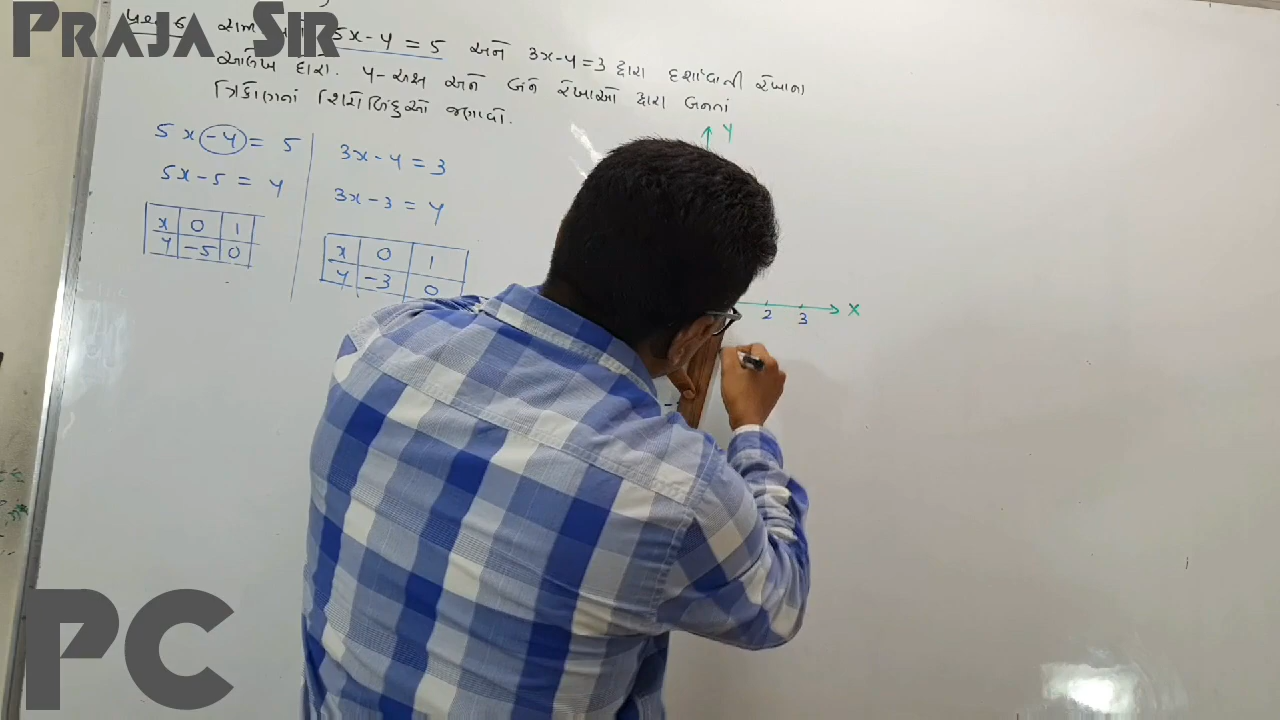 PRAJA SIR
5x-y = 5 અને 3x-y=3 દ્વારા દર્શાવાતી રેખાના
આલેખ દોરો. y-અક્ષ અને બંને રેખાઓ દ્વારા બનતાં
ત્રિકોણનાં શિરોબિંદુઓ જણાવો.
5x-y = 5
5x-5 = y
x 0 1
y -5 0
3x-y = 3
3x-3 = y
x 0 1
y -3 0
Y
2 3 X
PC